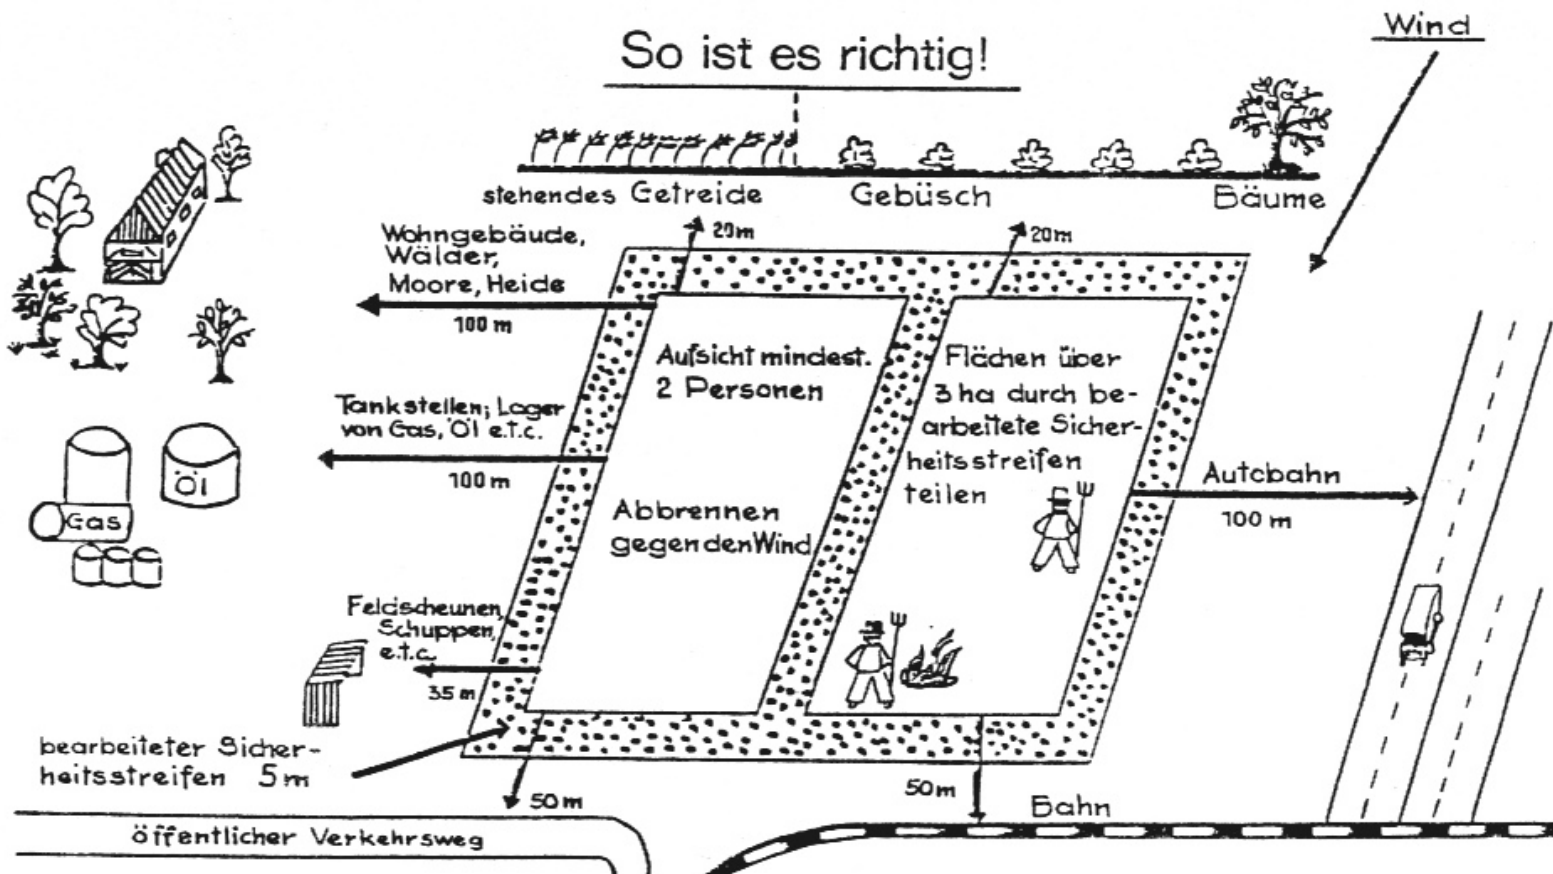 Wind
So ist es richtig!
stehendes Getreide
Gebüsch
Bäume
20m
20m
Wohngebäude,
Wälder,
Moore, Heide
100 m
Aufsicht mindest.
2 Personen
Flächen über
3 ha durch be-
arbeitete Sicher-
heitsstreifen
teilen
Tankstellen; Lager
von Gas, Öl e.t.c.
100 m
Öl
Gas
Autobahn
100 m
Abbrennen
gegen den Wind
Feldscheunen,
Schuppen,
e.t.c.
35 m
bearbeiteter Sicher-
heitsstreifen 5m
50m
50m
Bahn
öffentlicher Verkehrsweg